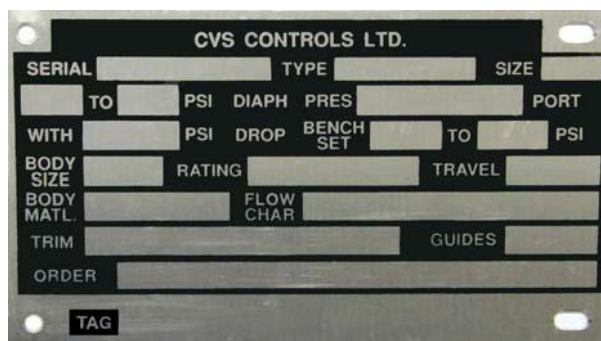 CVS CONTROLS LTD.
SERIAL TYPE SIZE
TO PSI DIAPH PRES PORT
WITH PSI DROP BENCH SET TO PSI
BODY SIZE RATING TRAVEL
BODY MATL. FLOW CHAR
TRIM GUIDES
ORDER
TAG